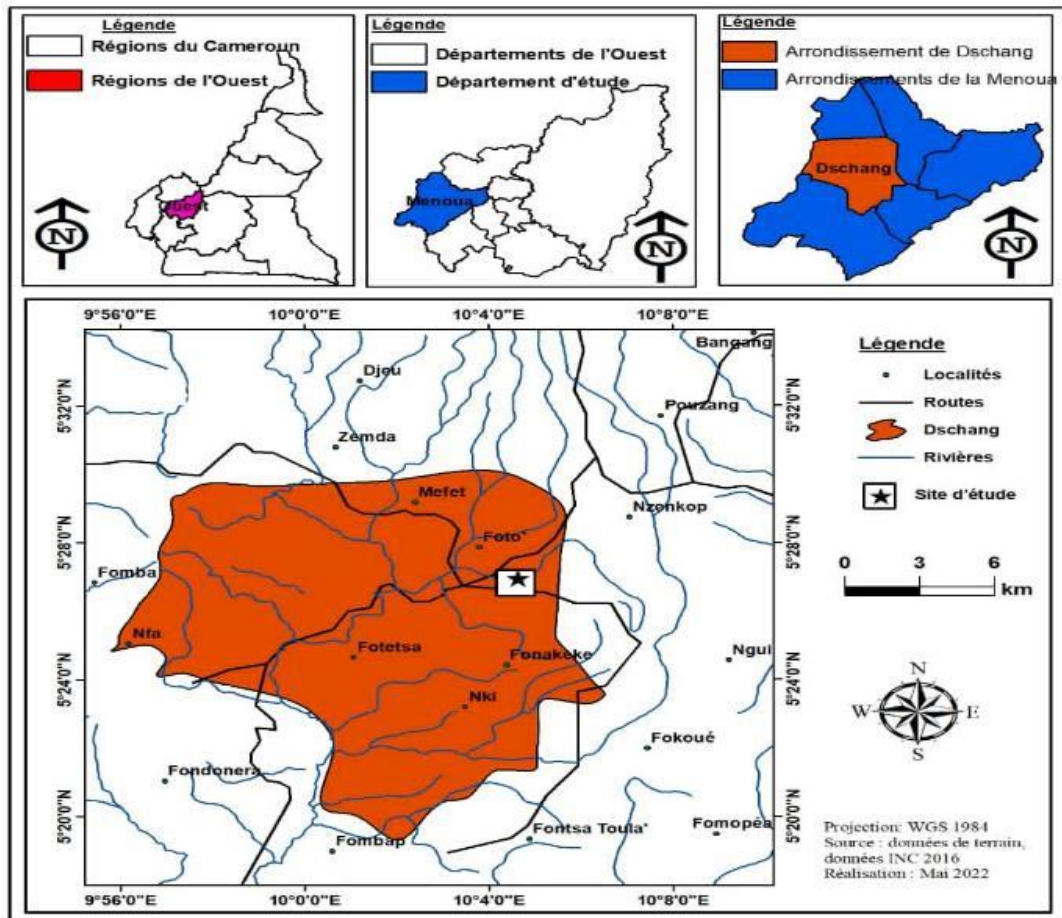 Légende
Régions du Cameroun
Régions de l'Ouest
Ouest
N
Légende
Départements de l'Ouest
Département d'étude
Menoua
N
Légende
Arrondissement de Dschang
Arrondissements de la Menoua
Dschang
N
9°56'0"E 10°0'0"E 10°4'0"E 10°8'0"E
Bangang
Djeu
Pouzang
5°32'0"N 5°32'0"N
Zemda
Mefet
Nzonkop
Foto'
5°28'0"N 5°28'0"N
Fomba
Nfa
Fotetsa
Fonakeke
Ngui
5°24'0"N 5°24'0"N
Nki
Fokoué
Fondonera
5°20'0"N 5°20'0"N
Fombap
Fontsa Toula'
Fomopéa
9°56'0"E 10°0'0"E 10°4'0"E 10°8'0"E
Légende
Localités
Routes
Dschang
Rivières
Site d'étude
0 3 6
km
N
W E
S
Projection: WGS 1984
Source : données de terrain,
données INC 2016
Réalisation : Mai 2022